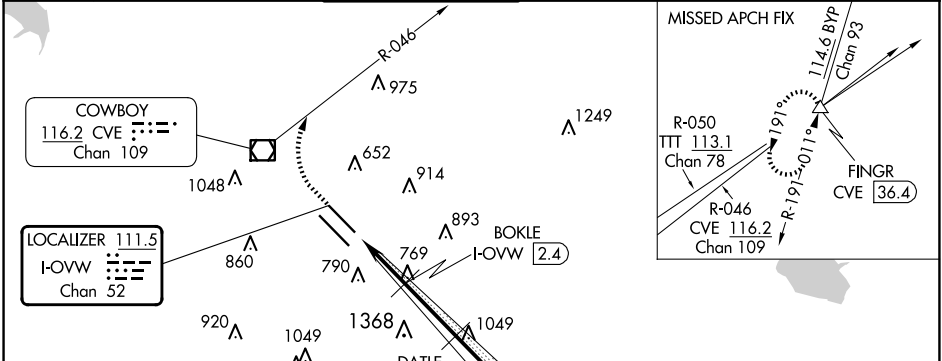 R-046
975
COWBOY
116.2 CVE
Chan 109
1249
652
1048
914
LOCALIZER 111.5
I-OVW
Chan 52
893
860
BOKLE
I-OVW 2.4
769
790
920
1368
1049
1049
MISSED APCH FIX
114.6 BYP
Chan 93
191°
R-050
TTT 113.1
Chan 78
R-191
011°
FINGR
CVE 36.4
R-046
CVE 116.2
Chan 109